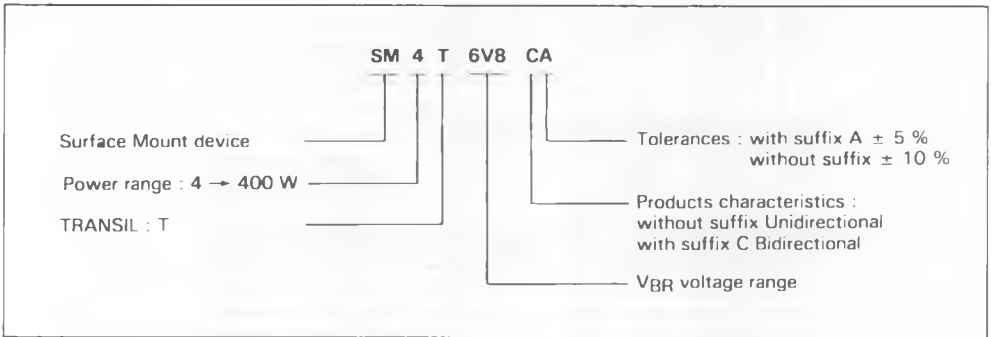 SM 4 T 6V8 CA
Surface Mount device
Power range : 4 → 400 W
TRANSIL : T
Tolerances : with suffix A ± 5 %
without suffix ± 10 %
Products characteristics :
without suffix Unidirectional
with suffix C Bidirectional
VBR voltage range